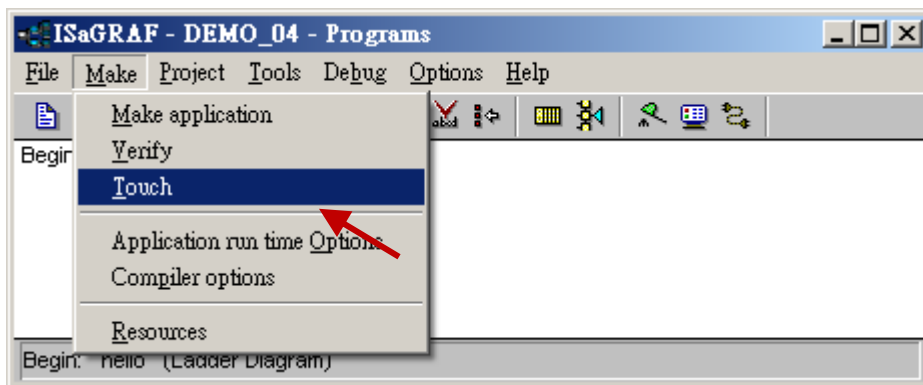 ISaGRAF - DEMO_04 - Programs
File Make Project Tools Debug Options Help
Make application
Begin
Verify
Touch
Application run time Options
Compiler options
Resources
Begin: hello (Ladder Diagram)